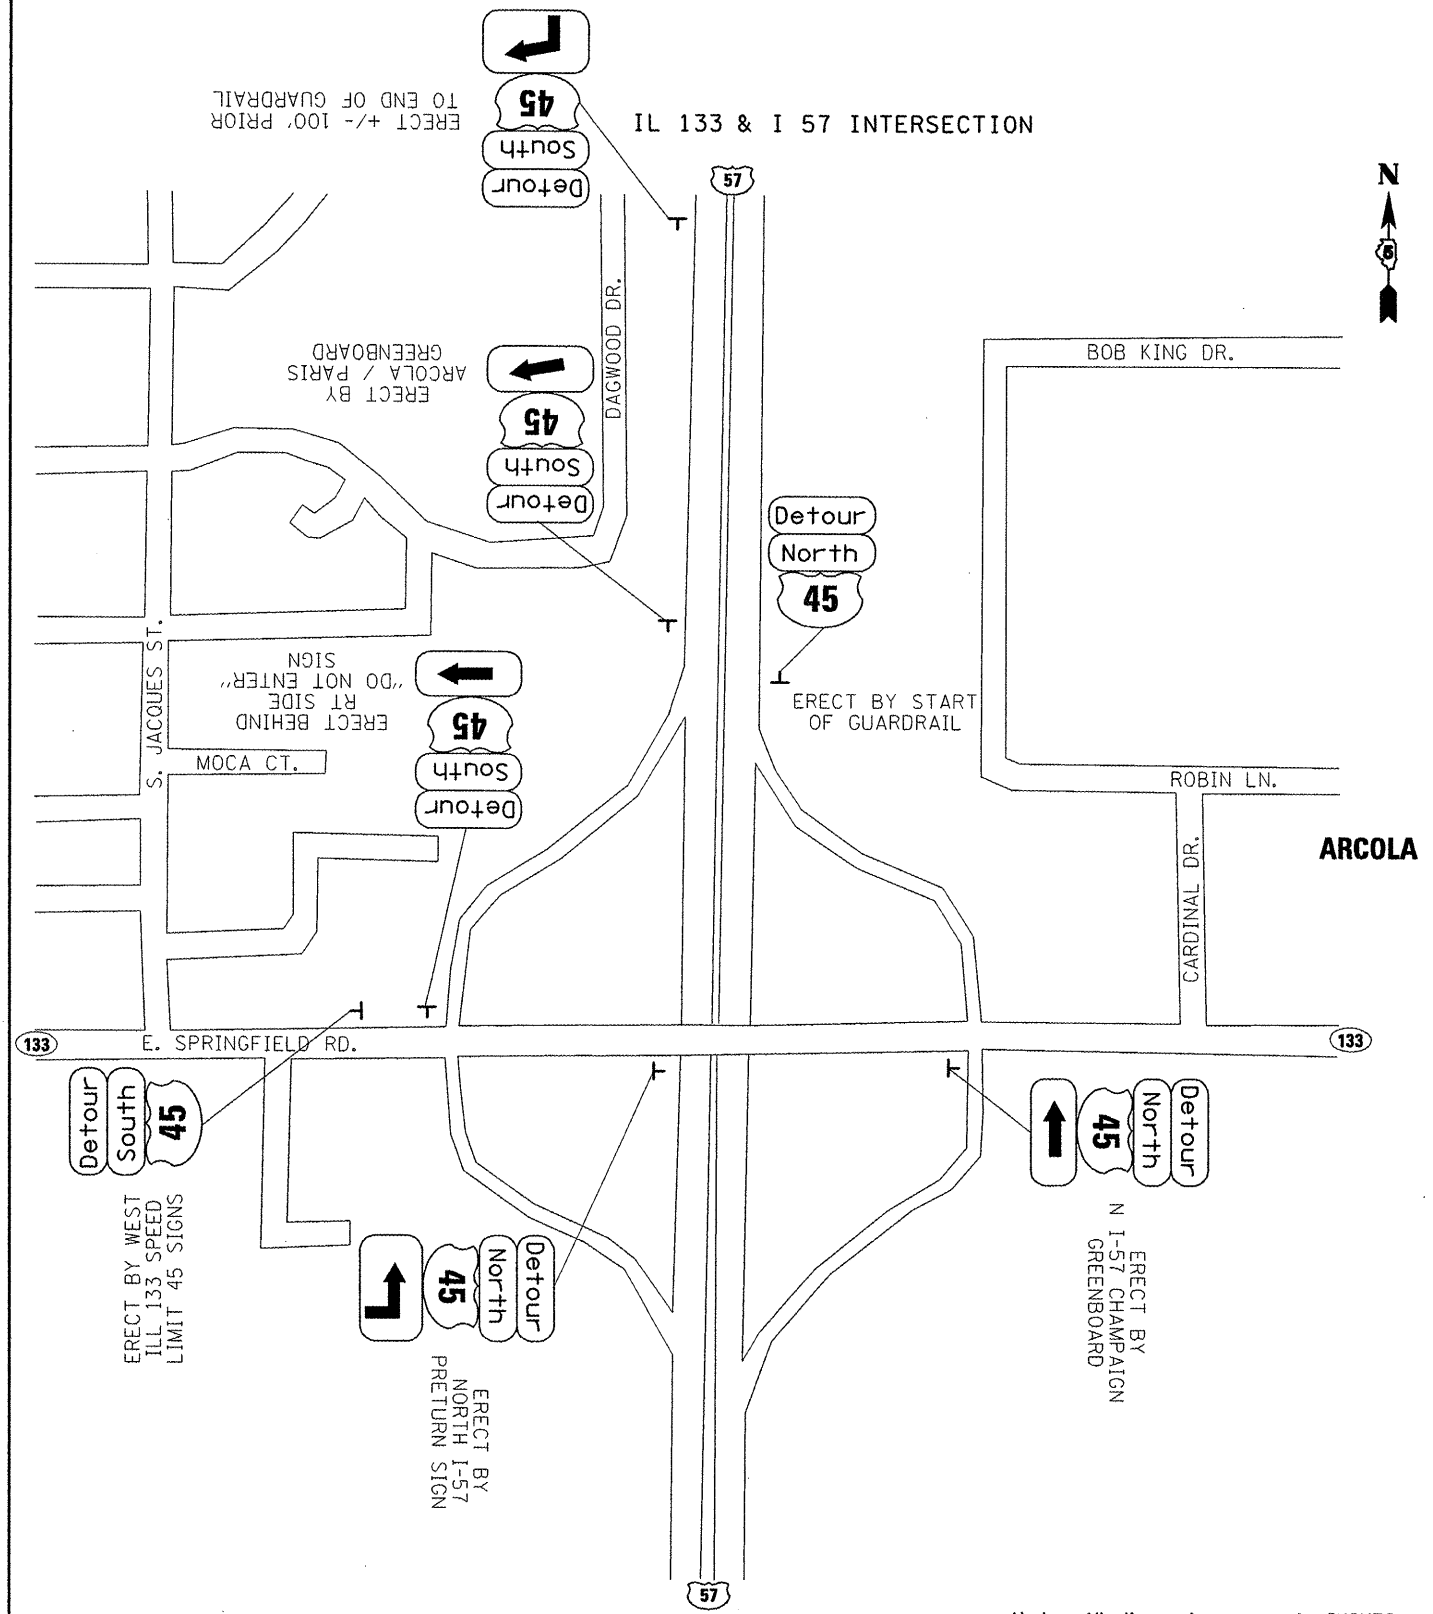 IL 133 & I 57 INTERSECTION
57
N
5
Detour
South
45
ERECT +/- 100' PRIOR
TO END OF GUARDRAIL
DAGWOOD DR.
BOB KING DR.
Detour
South
45
ERECT BY
ARCOLA / PARIS
GREENBOARD
Detour
North
45
ERECT BY START
OF GUARDRAIL
S. JACQUES ST.
Detour
South
45
ERECT BEHIND
RT SIDE
"DO NOT ENTER"
SIGN
MOCA CT.
ROBIN LN.
CARDINAL DR.
ARCOLA
133
E. SPRINGFIELD RD.
133
Detour
South
45
ERECT BY WEST
ILL 133 SPEED
LIMIT 45 SIGNS
Detour
North
45
ERECT BY
NORTH I-57
PRETURN SIGN
Detour
North
45
ERECT BY
N I-57 CHAMPAIGN
GREENBOARD
57